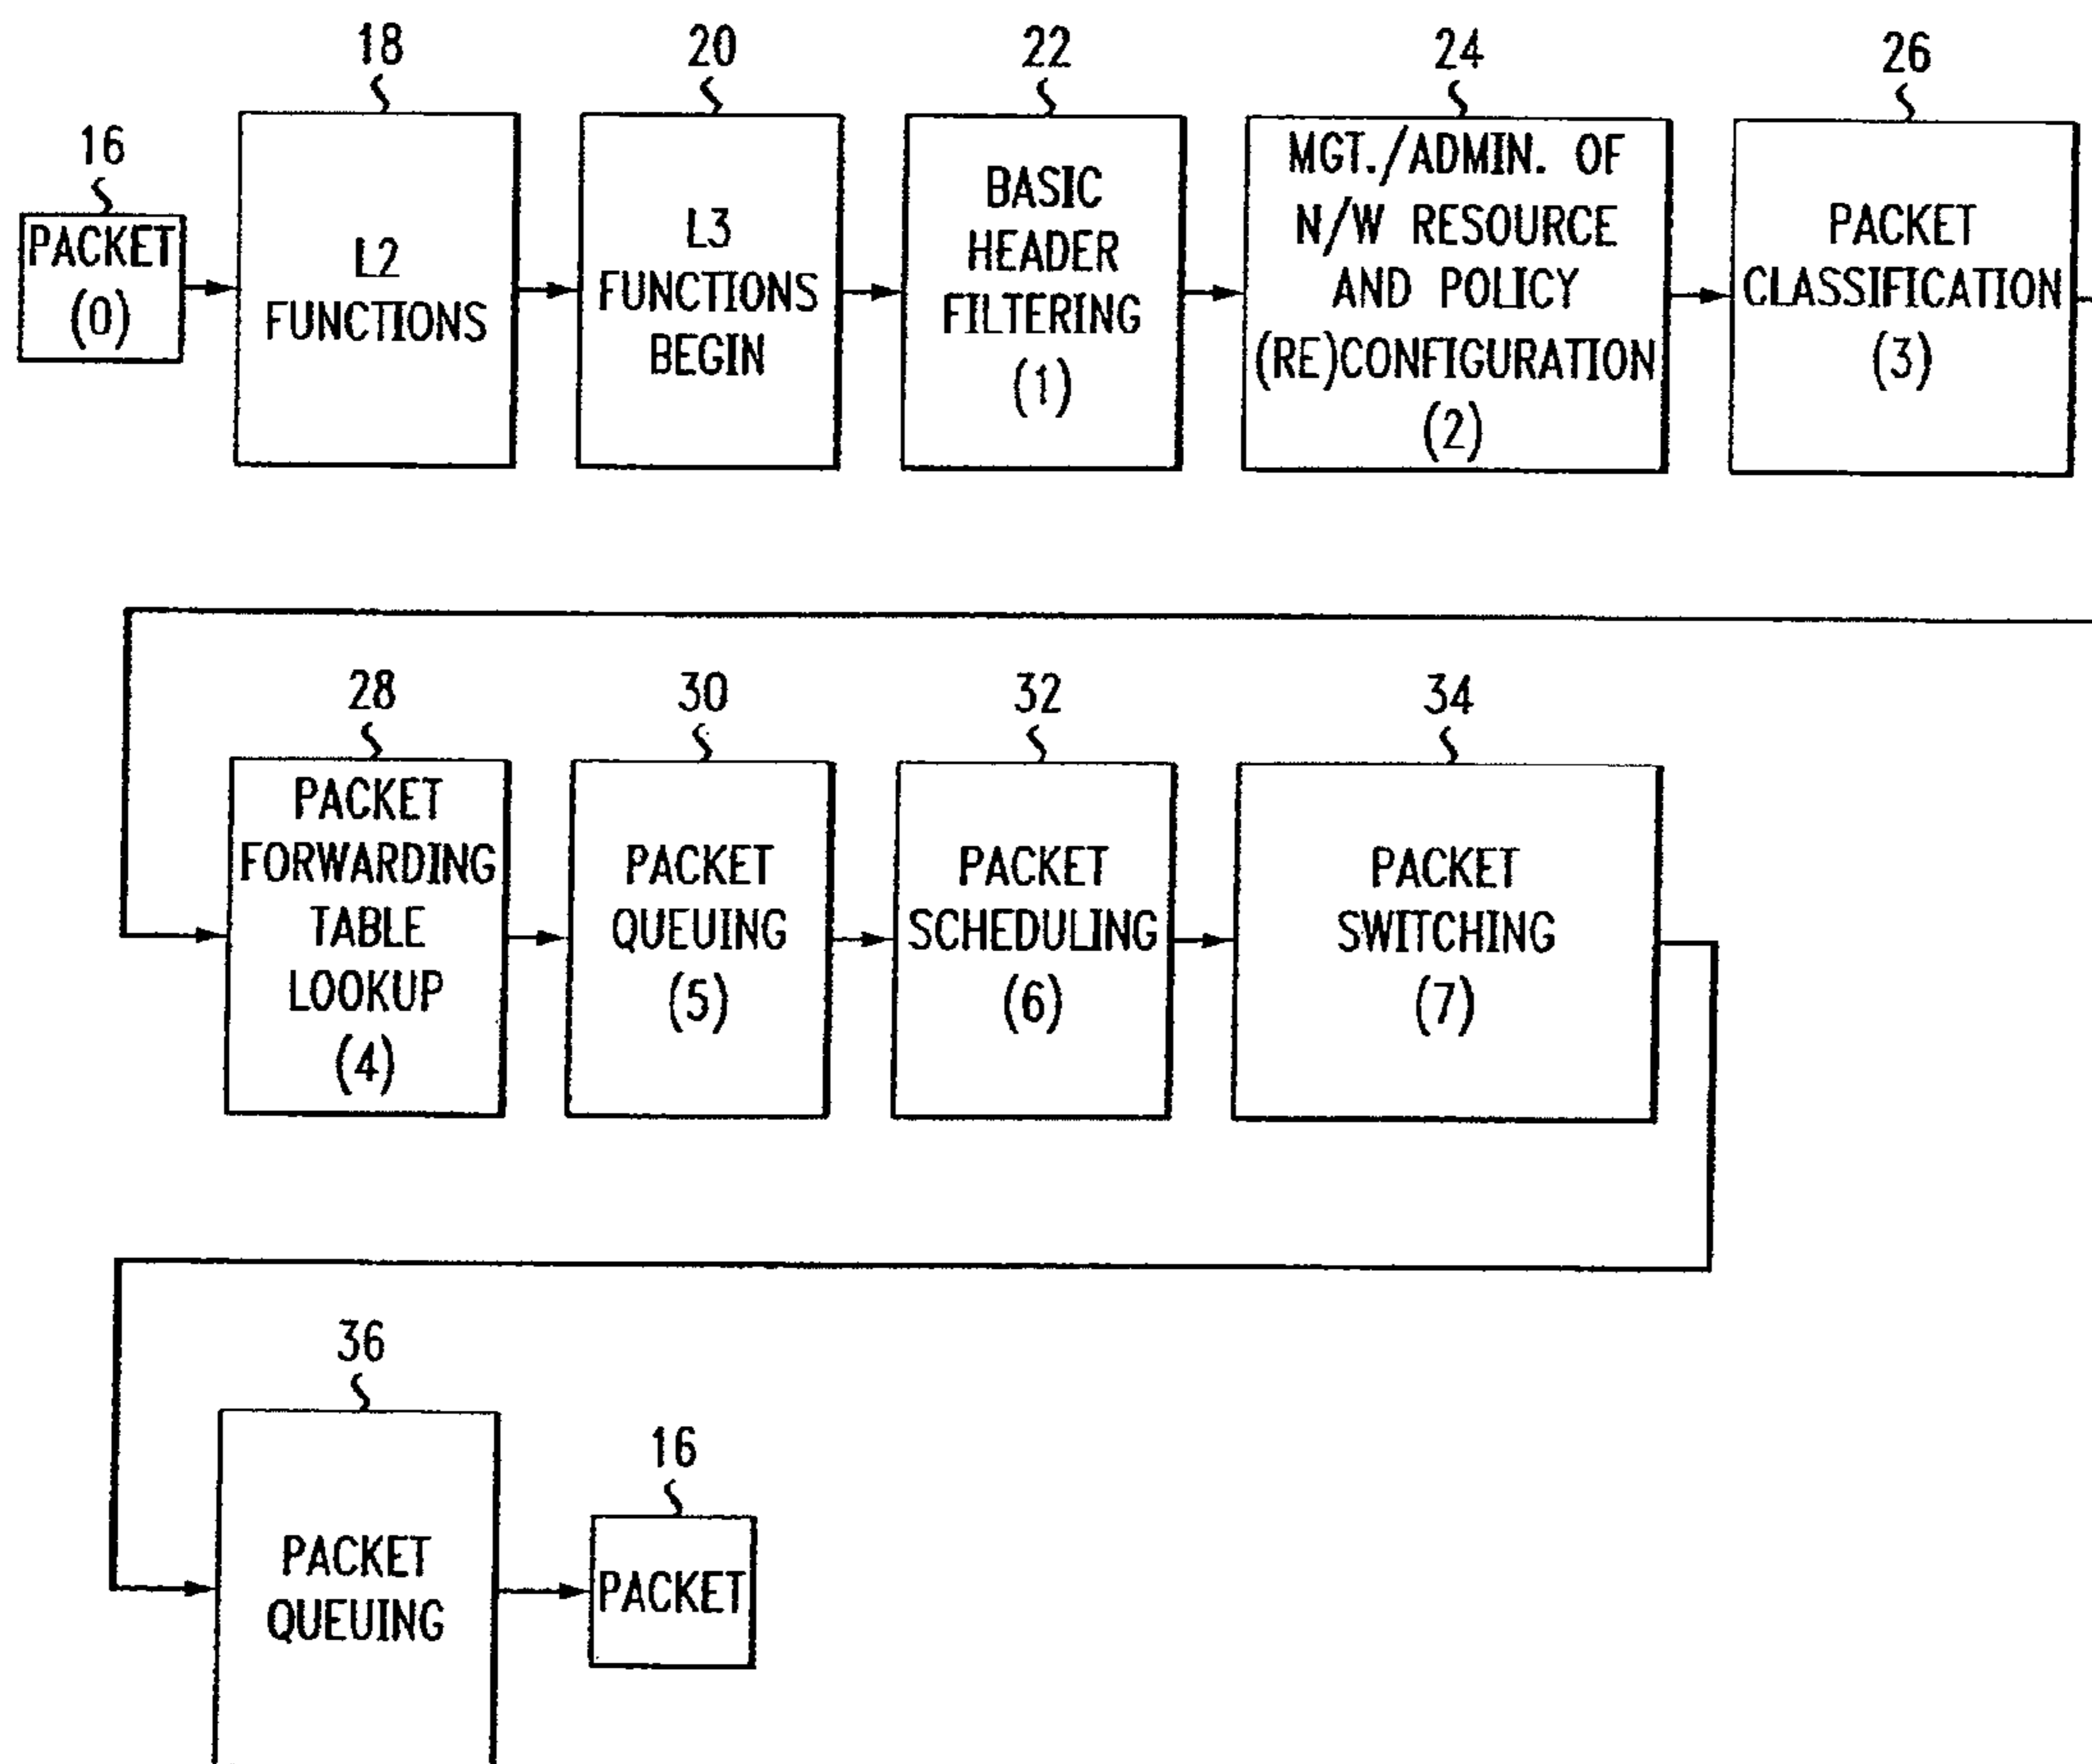 16
PACKET
(0)
18
L2
FUNCTIONS
20
L3
FUNCTIONS
BEGIN
22
BASIC
HEADER
FILTERING
(1)
24
MGT./ADMIN. OF
N/W RESOURCE
AND POLICY
(RE)CONFIGURATION
(2)
26
PACKET
CLASSIFICATION
(3)
28
PACKET
FORWARDING
TABLE
LOOKUP
(4)
30
PACKET
QUEUING
(5)
32
PACKET
SCHEDULING
(6)
34
PACKET
SWITCHING
(7)
36
PACKET
QUEUING
16
PACKET